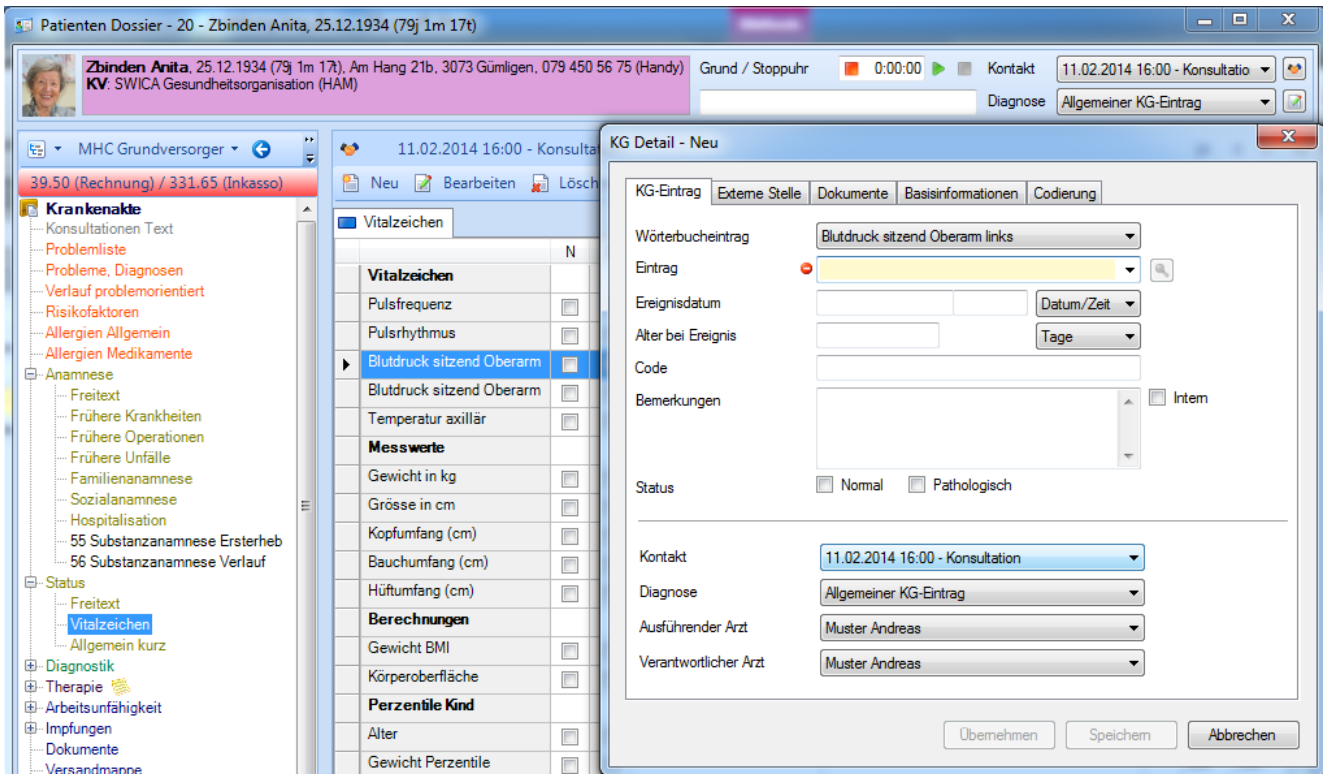 Patienten Dossier - 20 - Zbinden Anita, 25.12.1934 (79j 1m 17t)
Zbinden Anita, 25.12.1934 (79j 1m 17t), Am Hang 21b, 3073 Gümligen, 079 450 56 75 (Handy)
KV: SWICA Gesundheitsorganisation (HAM)
Grund / Stoppuhr
0:00:00
Kontakt
11.02.2014 16:00 - Konsultatio
Diagnose
Allgemeiner KG-Eintrag
MHC Grundversorger
39.50 (Rechnung) / 331.65 (Inkasso)
Krankenakte
Konsultationen Text
Problemliste
Probleme, Diagnosen
Verlauf problemorientiert
Risikofaktoren
Allergien Allgemein
Allergien Medikamente
Anamnese
Freitext
Frühere Krankheiten
Frühere Operationen
Frühere Unfälle
Familienanamnese
Sozialanamnese
Hospitalisation
55 Substanzanamnese Ersterheb
56 Substanzanamnese Verlauf
Status
Freitext
Vitalzeichen
Allgemein kurz
Diagnostik
Therapie
Arbeitsunfähigkeit
Impfungen
Dokumente
Versandmappe
11.02.2014 16:00 - Konsulta
Neu Bearbeiten Lösch
Vitalzeichen
N
Vitalzeichen
Pulsfrequenz
Pulsrhythmus
Blutdruck sitzend Oberarm
Blutdruck sitzend Oberarm
Temperatur axillär
Messwerte
Gewicht in kg
Grösse in cm
Kopfumfang (cm)
Bauchumfang (cm)
Hüftumfang (cm)
Berechnungen
Gewicht BMI
Körperoberfläche
Perzentile Kind
Alter
Gewicht Perzentile
KG Detail - Neu
KG-Eintrag Externe Stelle Dokumente Basisinformationen Codierung
Wörterbucheintrag Blutdruck sitzend Oberarm links
Eintrag
Ereignisdatum Datum/Zeit
Alter bei Ereignis Tage
Code
Bemerkungen Intern
Status Normal Pathologisch
Kontakt 11.02.2014 16:00 - Konsultation
Diagnose Allgemeiner KG-Eintrag
Ausführender Arzt Muster Andreas
Verantwortlicher Arzt Muster Andreas
Übernehmen Speichern Abbrechen